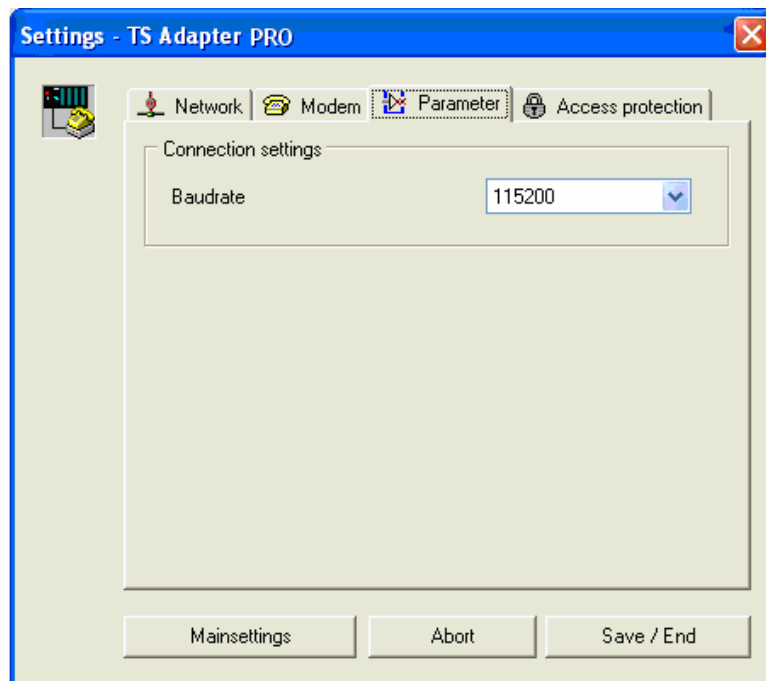 Settings - TS Adapter PRO
Network Modem Parameter Access protection
Connection settings
Baudrate 115200
Mainsettings Abort Save / End